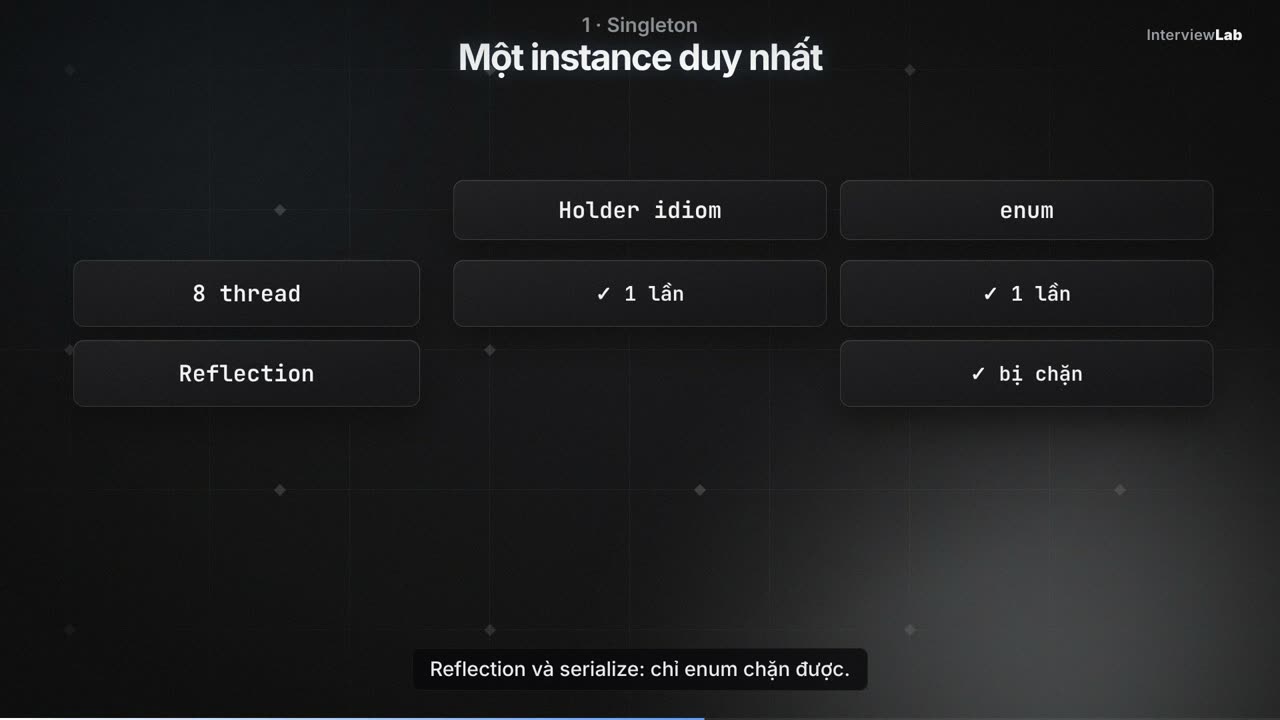 1 · Singleton
Một instance duy nhất
InterviewLab
Holder idiom
enum
8 thread
✓ 1 lần
✓ 1 lần
Reflection
✓ bị chặn
Reflection và serialize: chỉ enum chặn được.